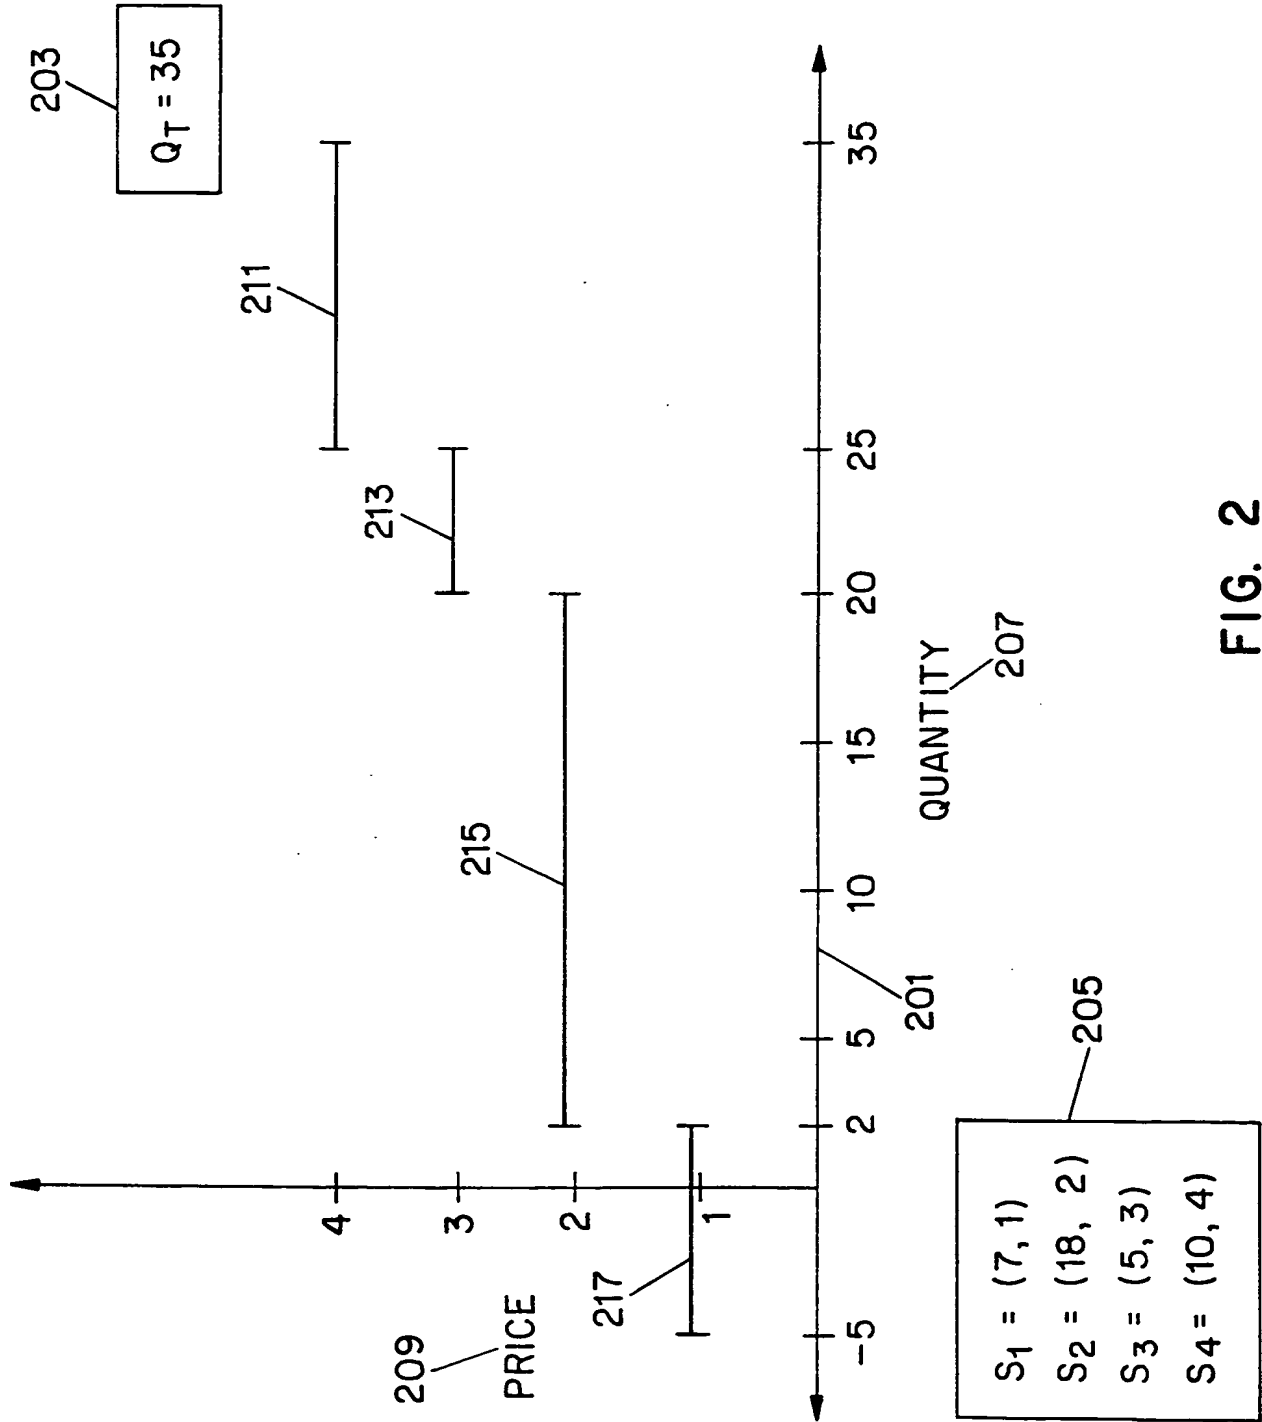 203
Q_T = 35
211
213
215
217
209
PRICE
4
3
2
1
-5
2
5
10
15
20
25
35
201
QUANTITY
207
205
S₁ = (7, 1)
S₂ = (18, 2)
S₃ = (5, 3)
S₄ = (10, 4)
FIG. 2